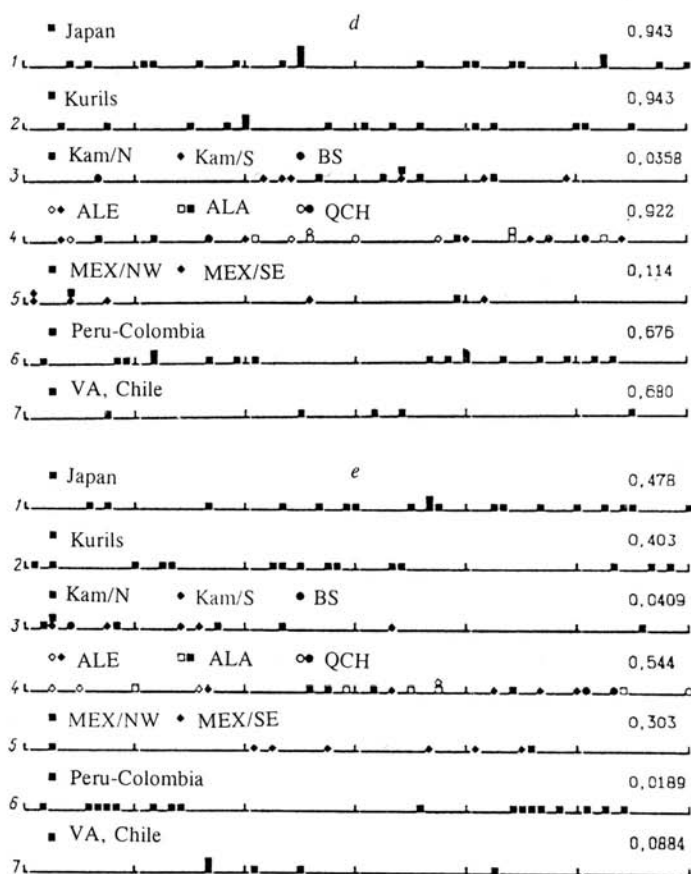 d
Japan 0,943
1
Kurils 0,943
2
Kam/N Kam/S BS 0,0358
3
ALE ALA QCH 0,922
4
MEX/NW MEX/SE 0,114
5
Peru-Colombia 0,676
6
VA, Chile 0,680
7
e
Japan 0,478
1
Kurils 0,403
2
Kam/N Kam/S BS 0,0409
3
ALE ALA QCH 0,544
4
MEX/NW MEX/SE 0,303
5
Peru-Colombia 0,0189
6
VA, Chile 0,0884
7